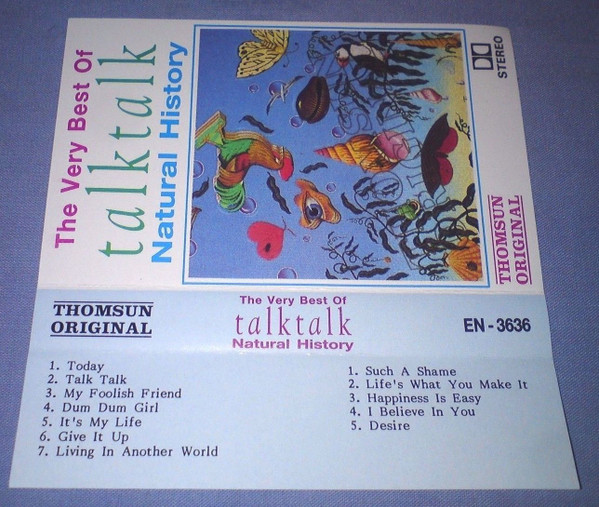 The Very Best Of
talktalk
Natural History
STEREO
THOMSUN
ORIGINAL
THOMSUN
ORIGINAL
The Very Best Of
talktalk
Natural History
EN-3636
1. Today
2. Talk Talk
3. My Foolish Friend
4. Dum Dum Girl
5. It's My Life
6. Give It Up
7. Living In Another World
1. Such A Shame
2. Life's What You Make It
3. Happiness Is Easy
4. I Believe In You
5. Desire